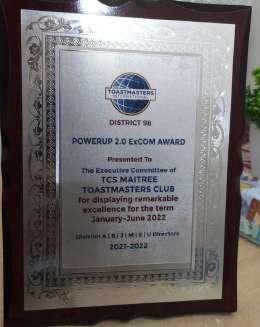 TOASTMASTERS
INTERNATIONAL
DISTRICT 98
POWERUP 2.0 ExCOM AWARD
Presented To
The Executive Committee of
TCS MAITREE
TOASTMASTERS CLUB
for displaying remarkable
excellence for the term
January-June 2022
Division A | B | J | M | E | U Directors
2021-2022